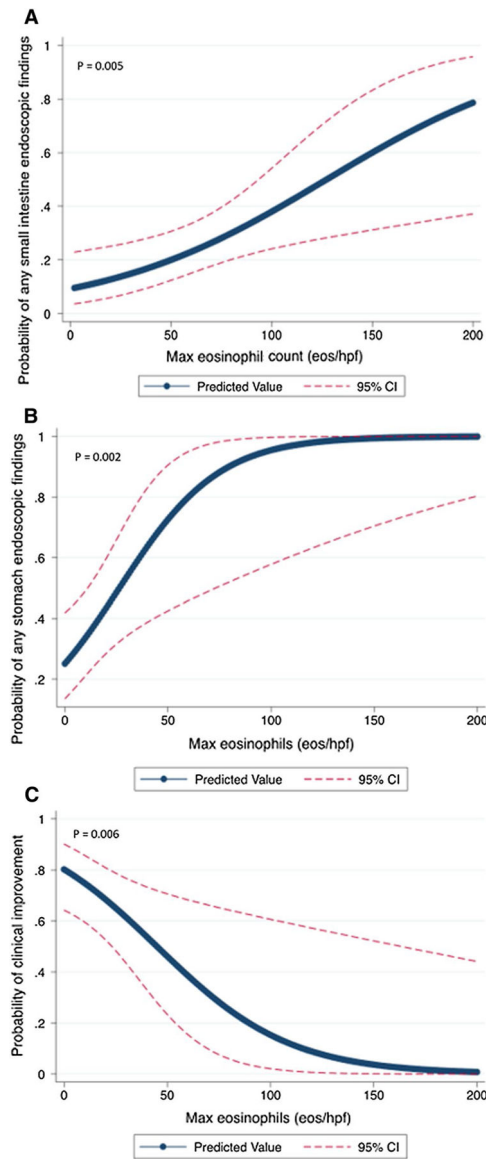 A
P = 0.005
Probability of any small intestine endoscopic findings
1
.8
.6
.4
.2
0
0 50 100 150 200
Max eosinophil count (eos/hpf)
Predicted Value 95% CI
B
P = 0.002
Probability of any stomach endoscopic findings
1
.8
.6
.4
.2
0 50 100 150 200
Max eosinophils (eos/hpf)
Predicted Value 95% CI
C
P = 0.006
Probability of clinical improvement
1
.8
.6
.4
.2
0
0 50 100 150 200
Max eosinophils (eos/hpf)
Predicted Value 95% CI